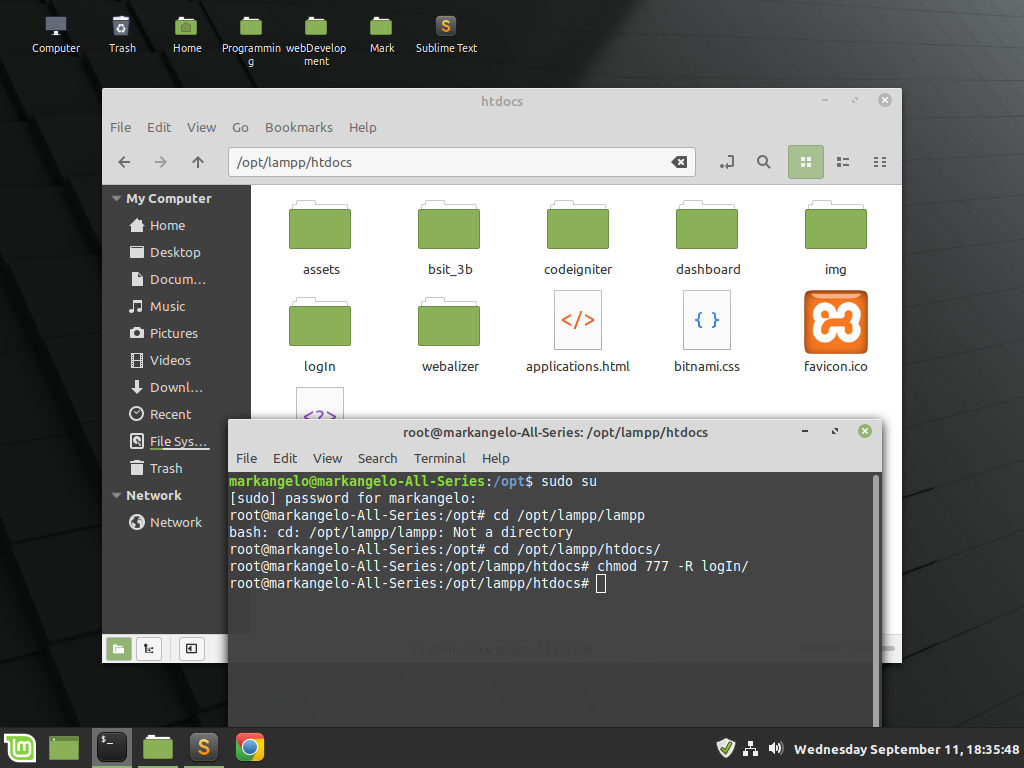 Computer
Trash
Home
Programmin
g
webDevelop
ment
Mark
Sublime Text
htdocs
File Edit View Go Bookmarks Help
/opt/lampp/htdocs
My Computer
Home
Desktop
Docum…
Music
Pictures
Videos
Downl…
Recent
File Sys…
Trash
Network
Network
assets
bsit_3b
codeigniter
dashboard
img
logIn
webalizer
applications.html
bitnami.css
favicon.ico
root@markangelo-All-Series: /opt/lampp/htdocs
File Edit View Search Terminal Help
markangelo@markangelo-All-Series:/opt$ sudo su
[sudo] password for markangelo:
root@markangelo-All-Series:/opt# cd /opt/lampp/lampp
bash: cd: /opt/lampp/lampp: Not a directory
root@markangelo-All-Series:/opt# cd /opt/lampp/htdocs/
root@markangelo-All-Series:/opt/lampp/htdocs# chmod 777 -R logIn/
root@markangelo-All-Series:/opt/lampp/htdocs#
Wednesday September 11, 18:35:48